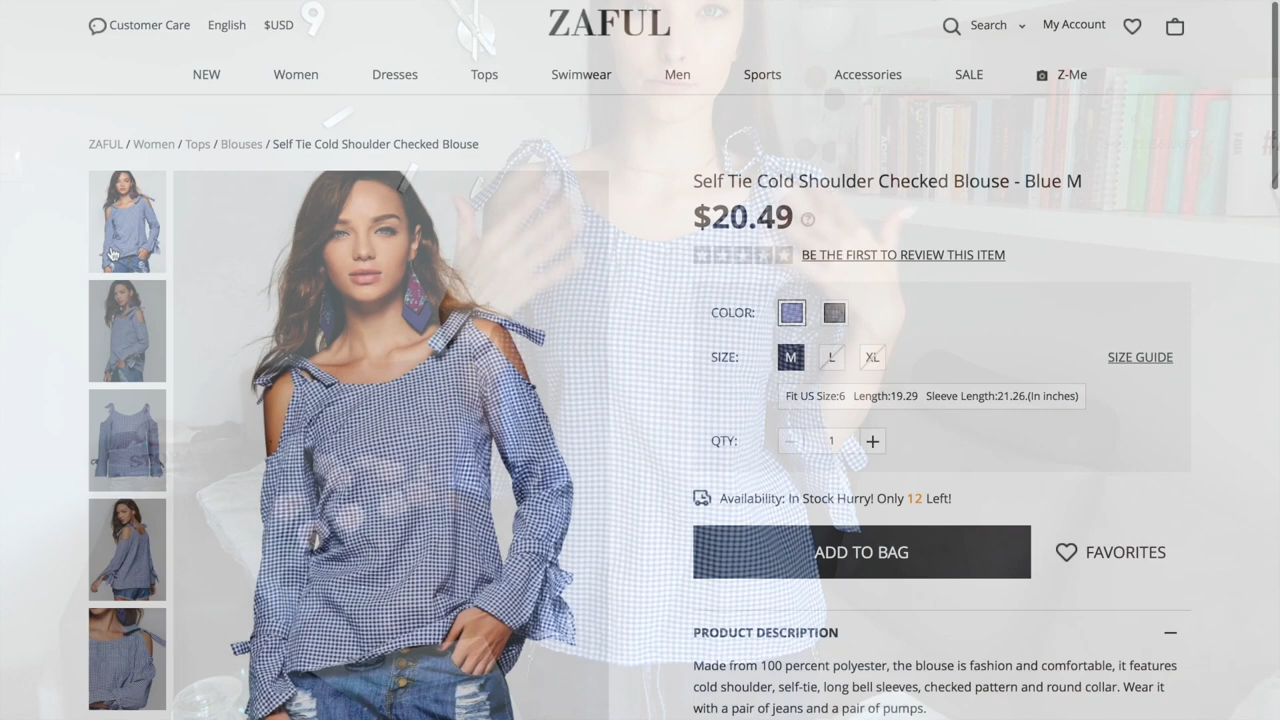 Customer Care English $USD
ZAFUL
Search My Account
NEW Women Dresses Tops Swimwear Men Sports Accessories SALE Z-Me
ZAFUL / Women / Tops / Blouses / Self Tie Cold Shoulder Checked Blouse
Self Tie Cold Shoulder Checked Blouse - Blue M
$20.49
BE THE FIRST TO REVIEW THIS ITEM
COLOR:
SIZE: M L XL SIZE GUIDE
Fit US Size:6 Length:19.29 Sleeve Length:21.26.(In inches)
QTY: 1 +
Availability: In Stock Hurry! Only 12 Left!
ADD TO BAG FAVORITES
PRODUCT DESCRIPTION
Made from 100 percent polyester, the blouse is fashion and comfortable, it features
cold shoulder, self-tie, long bell sleeves, checked pattern and round collar. Wear it
with a pair of jeans and a pair of pumps.